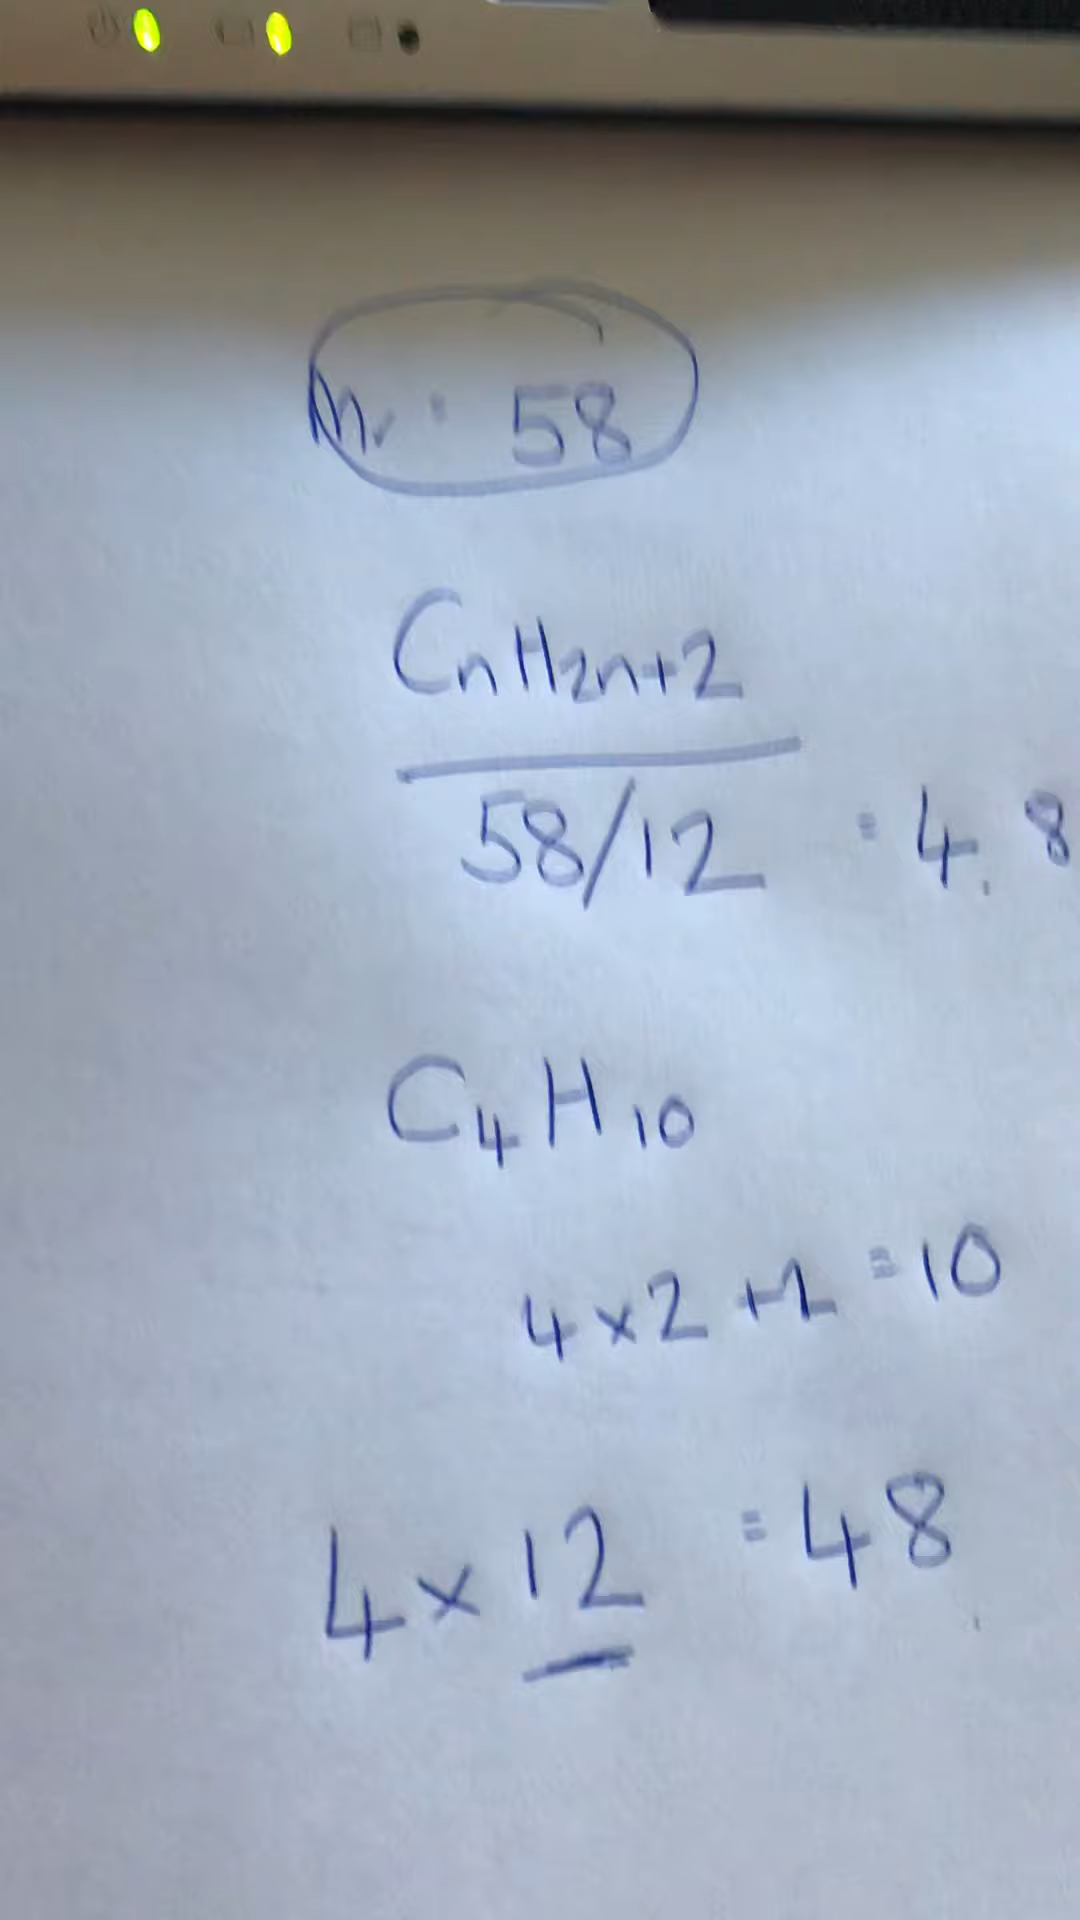 Mr: 58
CnH2n+2
58/12 = 4.8
C4H10
4 x 2 + 2 = 10
4 x 12 = 48